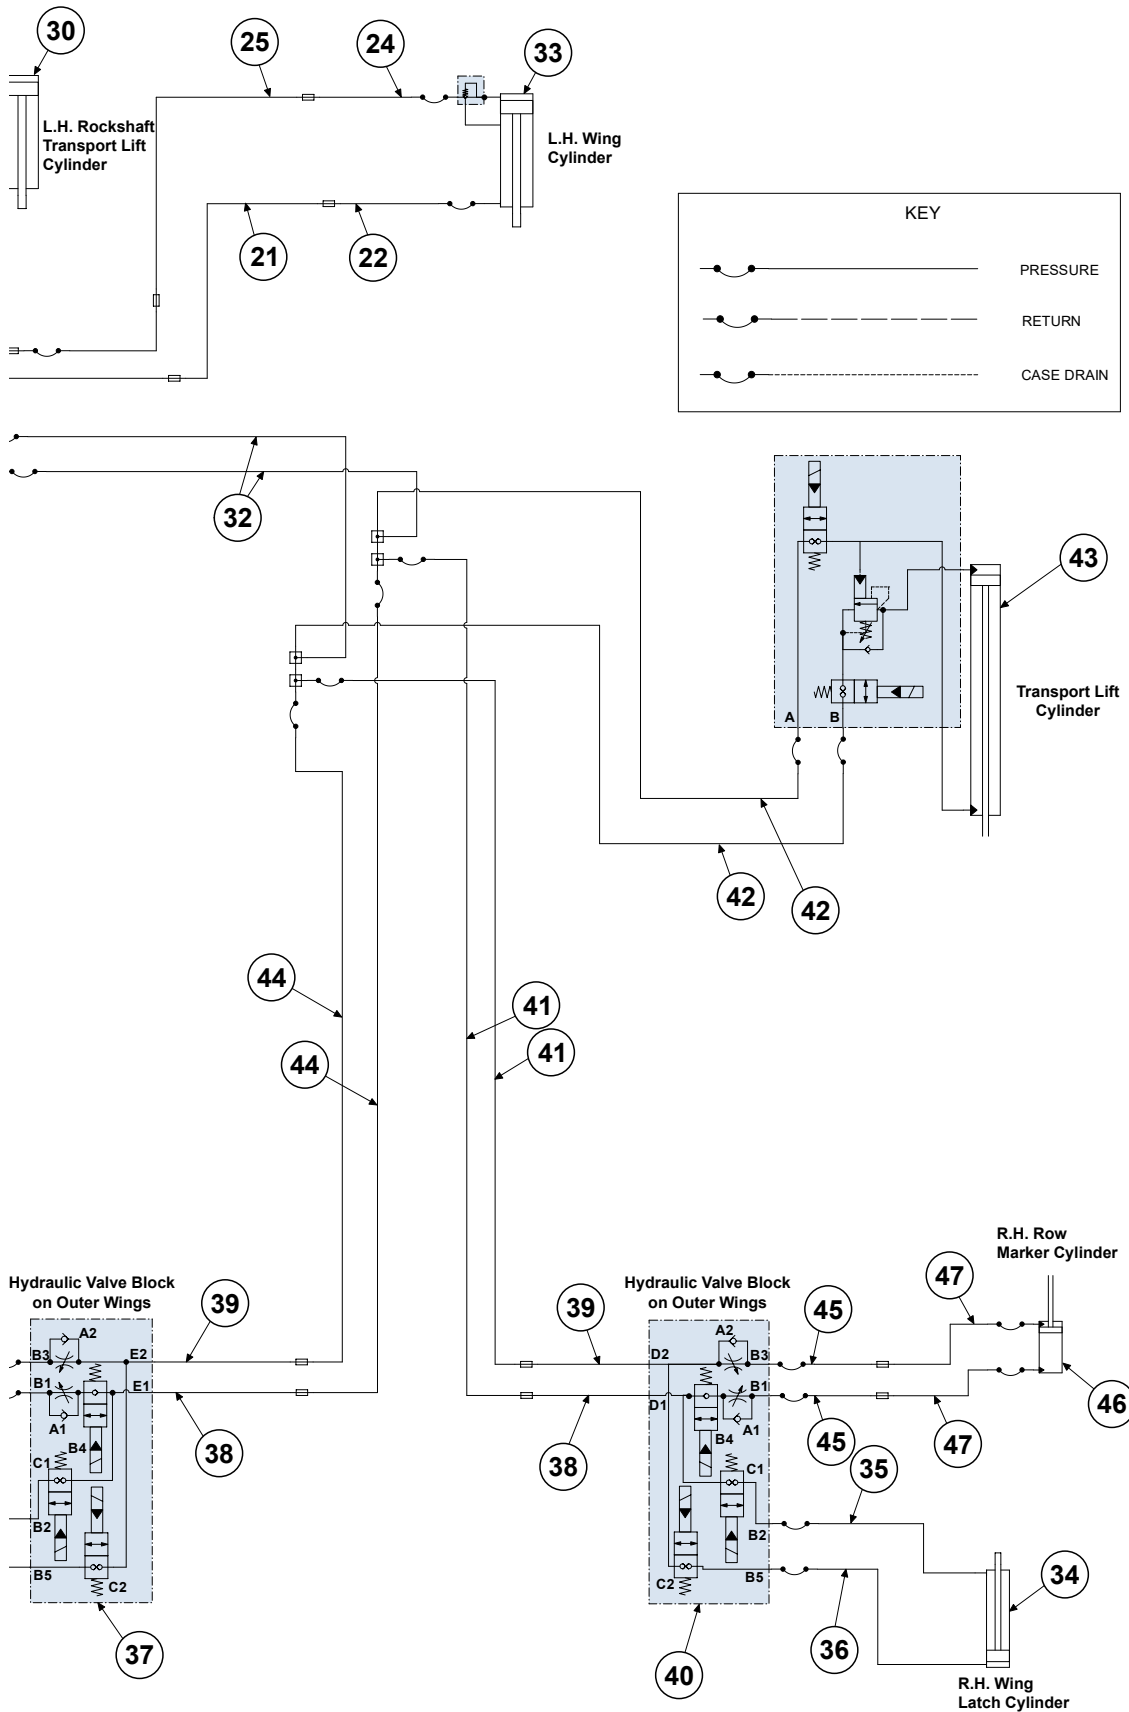 30
25
24
33
L.H. Rockshaft
Transport Lift
Cylinder
L.H. Wing
Cylinder
21
22
KEY
PRESSURE
RETURN
CASE DRAIN
32
43
Transport Lift
Cylinder
A
B
42
42
44
41
41
44
R.H. Row
Marker Cylinder
Hydraulic Valve Block
on Outer Wings
39
A2
B3
E2
B1
E1
A1
B4
38
C1
B2
B5
C2
37
Hydraulic Valve Block
on Outer Wings
39
45
47
A2
D2
B3
B1
D1
A1
B4
38
45
47
46
C1
35
B2
C2
B5
36
34
40
R.H. Wing
Latch Cylinder